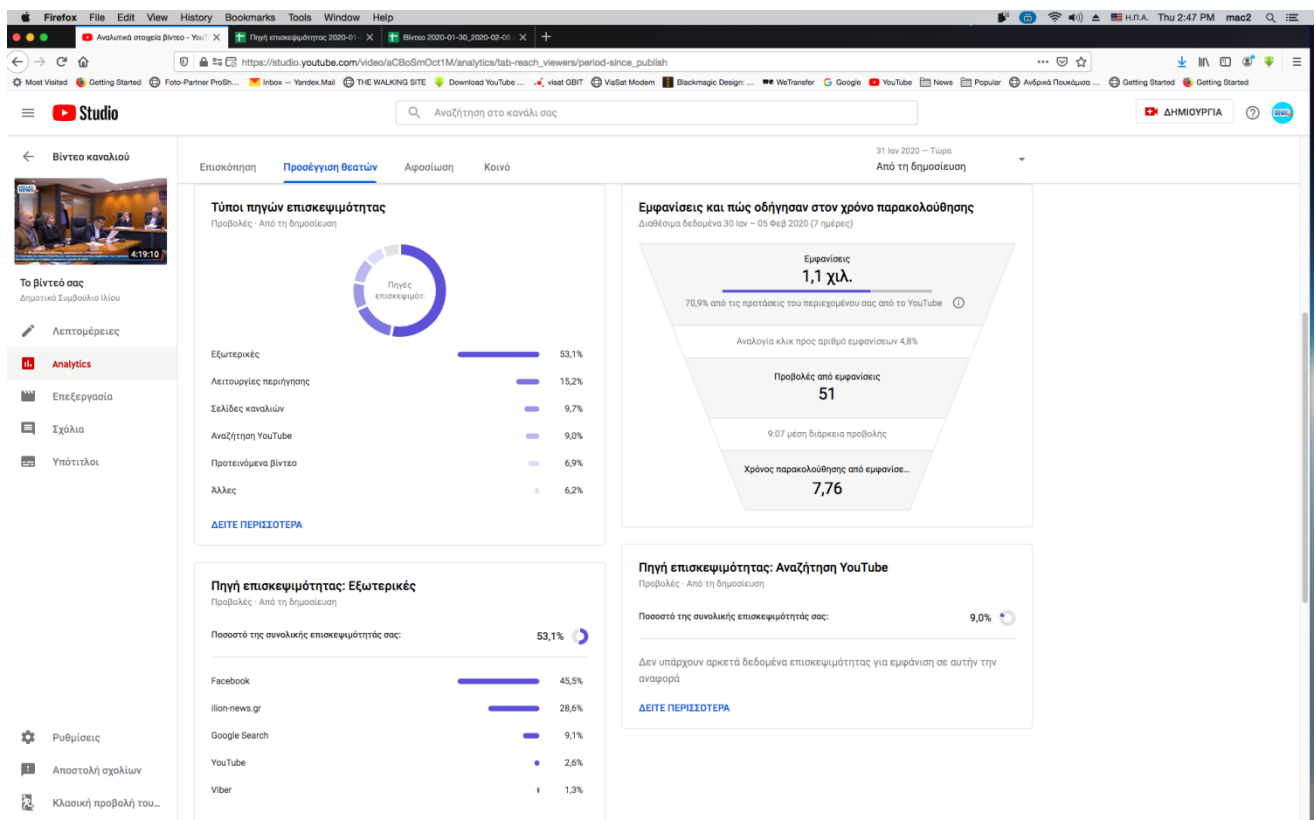 Firefox File Edit View History Bookmarks Tools Window Help
Η.Π.Α. Thu 2:47 PM mac2
Αναλυτικά στοιχεία βίντεο - YouT
Πηγή επισκεψιμότητας 2020-01-
Βίντεο 2020-01-30_2020-02-06
https://studio.youtube.com/video/aCBoSmOct1M/analytics/tab-reach_viewers/period-since_publish
Most Visited Getting Started Foto-Partner ProSh... Inbox — Yandex.Mail THE WALKING SITE Download YouTube ... visat GBIT ViaSat Modem Blackmagic Design: ... WeTransfer Google YouTube News Popular Ανδρικά Πουκάμισα ... Getting Started Getting Started
Studio
Αναζήτηση στο κανάλι σας
ΔΗΜΙΟΥΡΓΙΑ
Βίντεο καναλιού
4:19:10
Το βίντεό σας
Δημοτικό Συμβούλιο Ιλίου
Λεπτομέρειες
Analytics
Επεξεργασία
Σχόλια
Υπότιτλοι
Ρυθμίσεις
Αποστολή σχολίων
Κλασική προβολή του...
Επισκόπηση Προσέγγιση θεατών Αφοσίωση Κοινό
31 Ιαν 2020 – Τώρα
Από τη δημοσίευση
Τύποι πηγών επισκεψιμότητας
Προβολές · Από τη δημοσίευση
Πηγές
επισκεψιμότ
Εξωτερικές 53,1%
Λειτουργίες περιήγησης 15,2%
Σελίδες καναλιών 9,7%
Αναζήτηση YouTube 9,0%
Προτεινόμενα βίντεο 6,9%
Άλλες 6,2%
ΔΕΙΤΕ ΠΕΡΙΣΣΟΤΕΡΑ
Πηγή επισκεψιμότητας: Εξωτερικές
Προβολές · Από τη δημοσίευση
Ποσοστό της συνολικής επισκεψιμότητάς σας: 53,1%
Facebook 45,5%
ilion-news.gr 28,6%
Google Search 9,1%
YouTube 2,6%
Viber 1,3%
Εμφανίσεις και πώς οδήγησαν στον χρόνο παρακολούθησης
Διαθέσιμα δεδομένα 30 Ιαν – 05 Φεβ 2020 (7 ημέρες)
Εμφανίσεις
1,1 χιλ.
70,9% από τις προτάσεις του περιεχομένου σας από το YouTube
Αναλογία κλικ προς αριθμό εμφανίσεων 4,8%
Προβολές από εμφανίσεις
51
9:07 μέση διάρκεια προβολής
Χρόνος παρακολούθησης από εμφανίσε...
7,76
Πηγή επισκεψιμότητας: Αναζήτηση YouTube
Προβολές · Από τη δημοσίευση
Ποσοστό της συνολικής επισκεψιμότητάς σας: 9,0%
Δεν υπάρχουν αρκετά δεδομένα επισκεψιμότητας για εμφάνιση σε αυτήν την
αναφορά
ΔΕΙΤΕ ΠΕΡΙΣΣΟΤΕΡΑ